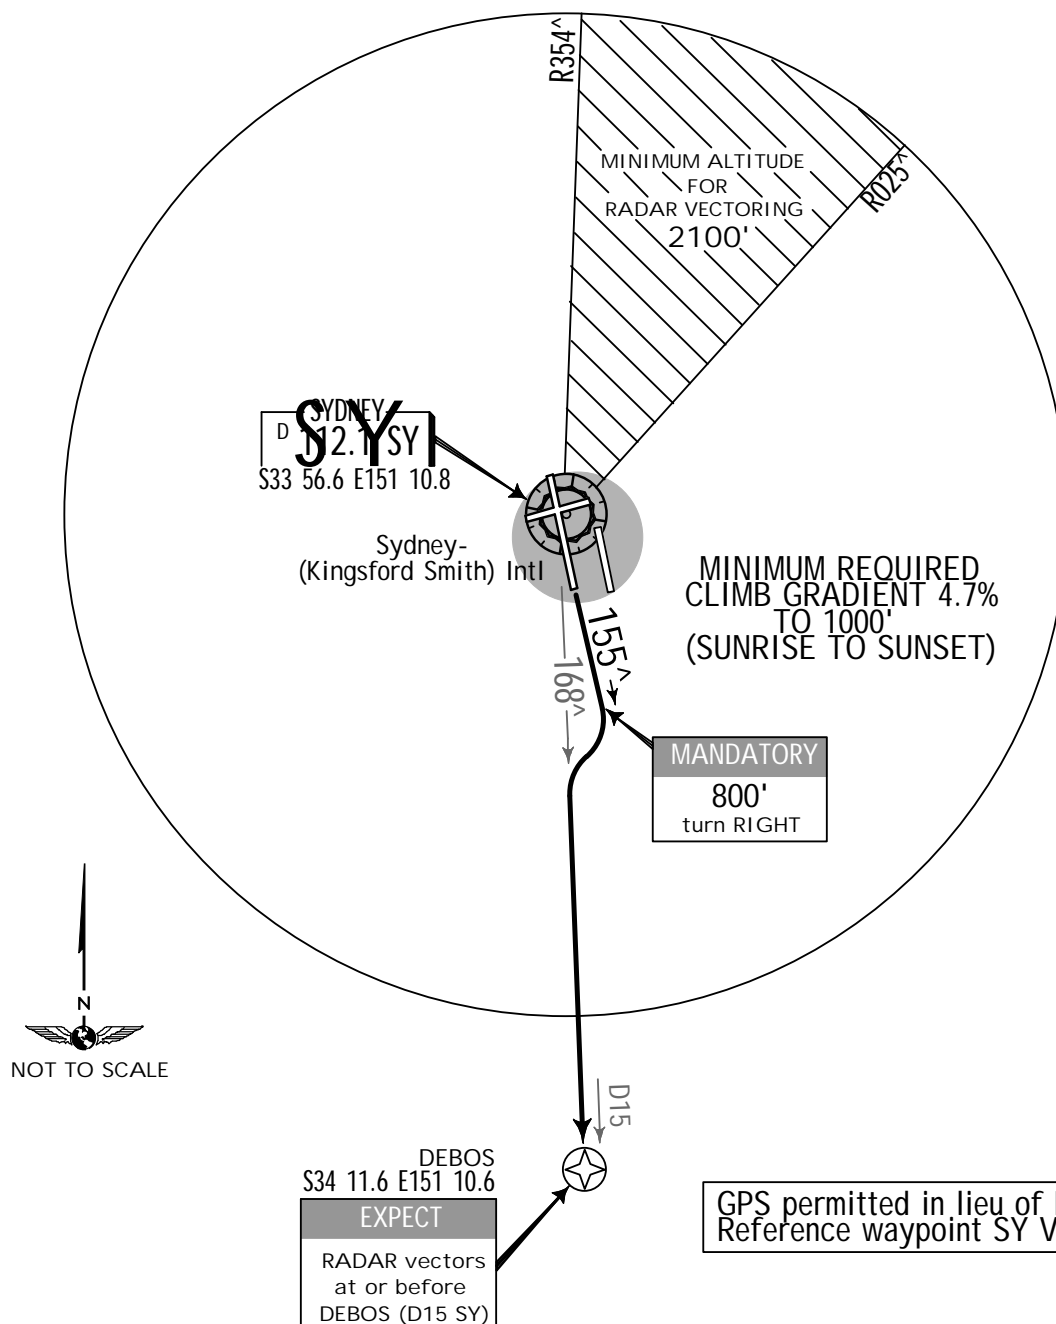 R354^
R025^
MINIMUM ALTITUDE
FOR
RADAR VECTORING
2100'
SYDNEY
D 112.1 SY
S Y
S33 56.6 E151 10.8
Sydney-
(Kingsford Smith) Intl
MINIMUM REQUIRED
CLIMB GRADIENT 4.7%
TO 1000'
(SUNRISE TO SUNSET)
155^
168^
MANDATORY
800'
turn RIGHT
N
NOT TO SCALE
D15
DEBOS
S34 11.6 E151 10.6
EXPECT
RADAR vectors
at or before
DEBOS (D15 SY)
GPS permitted in lieu of
Reference waypoint SY V